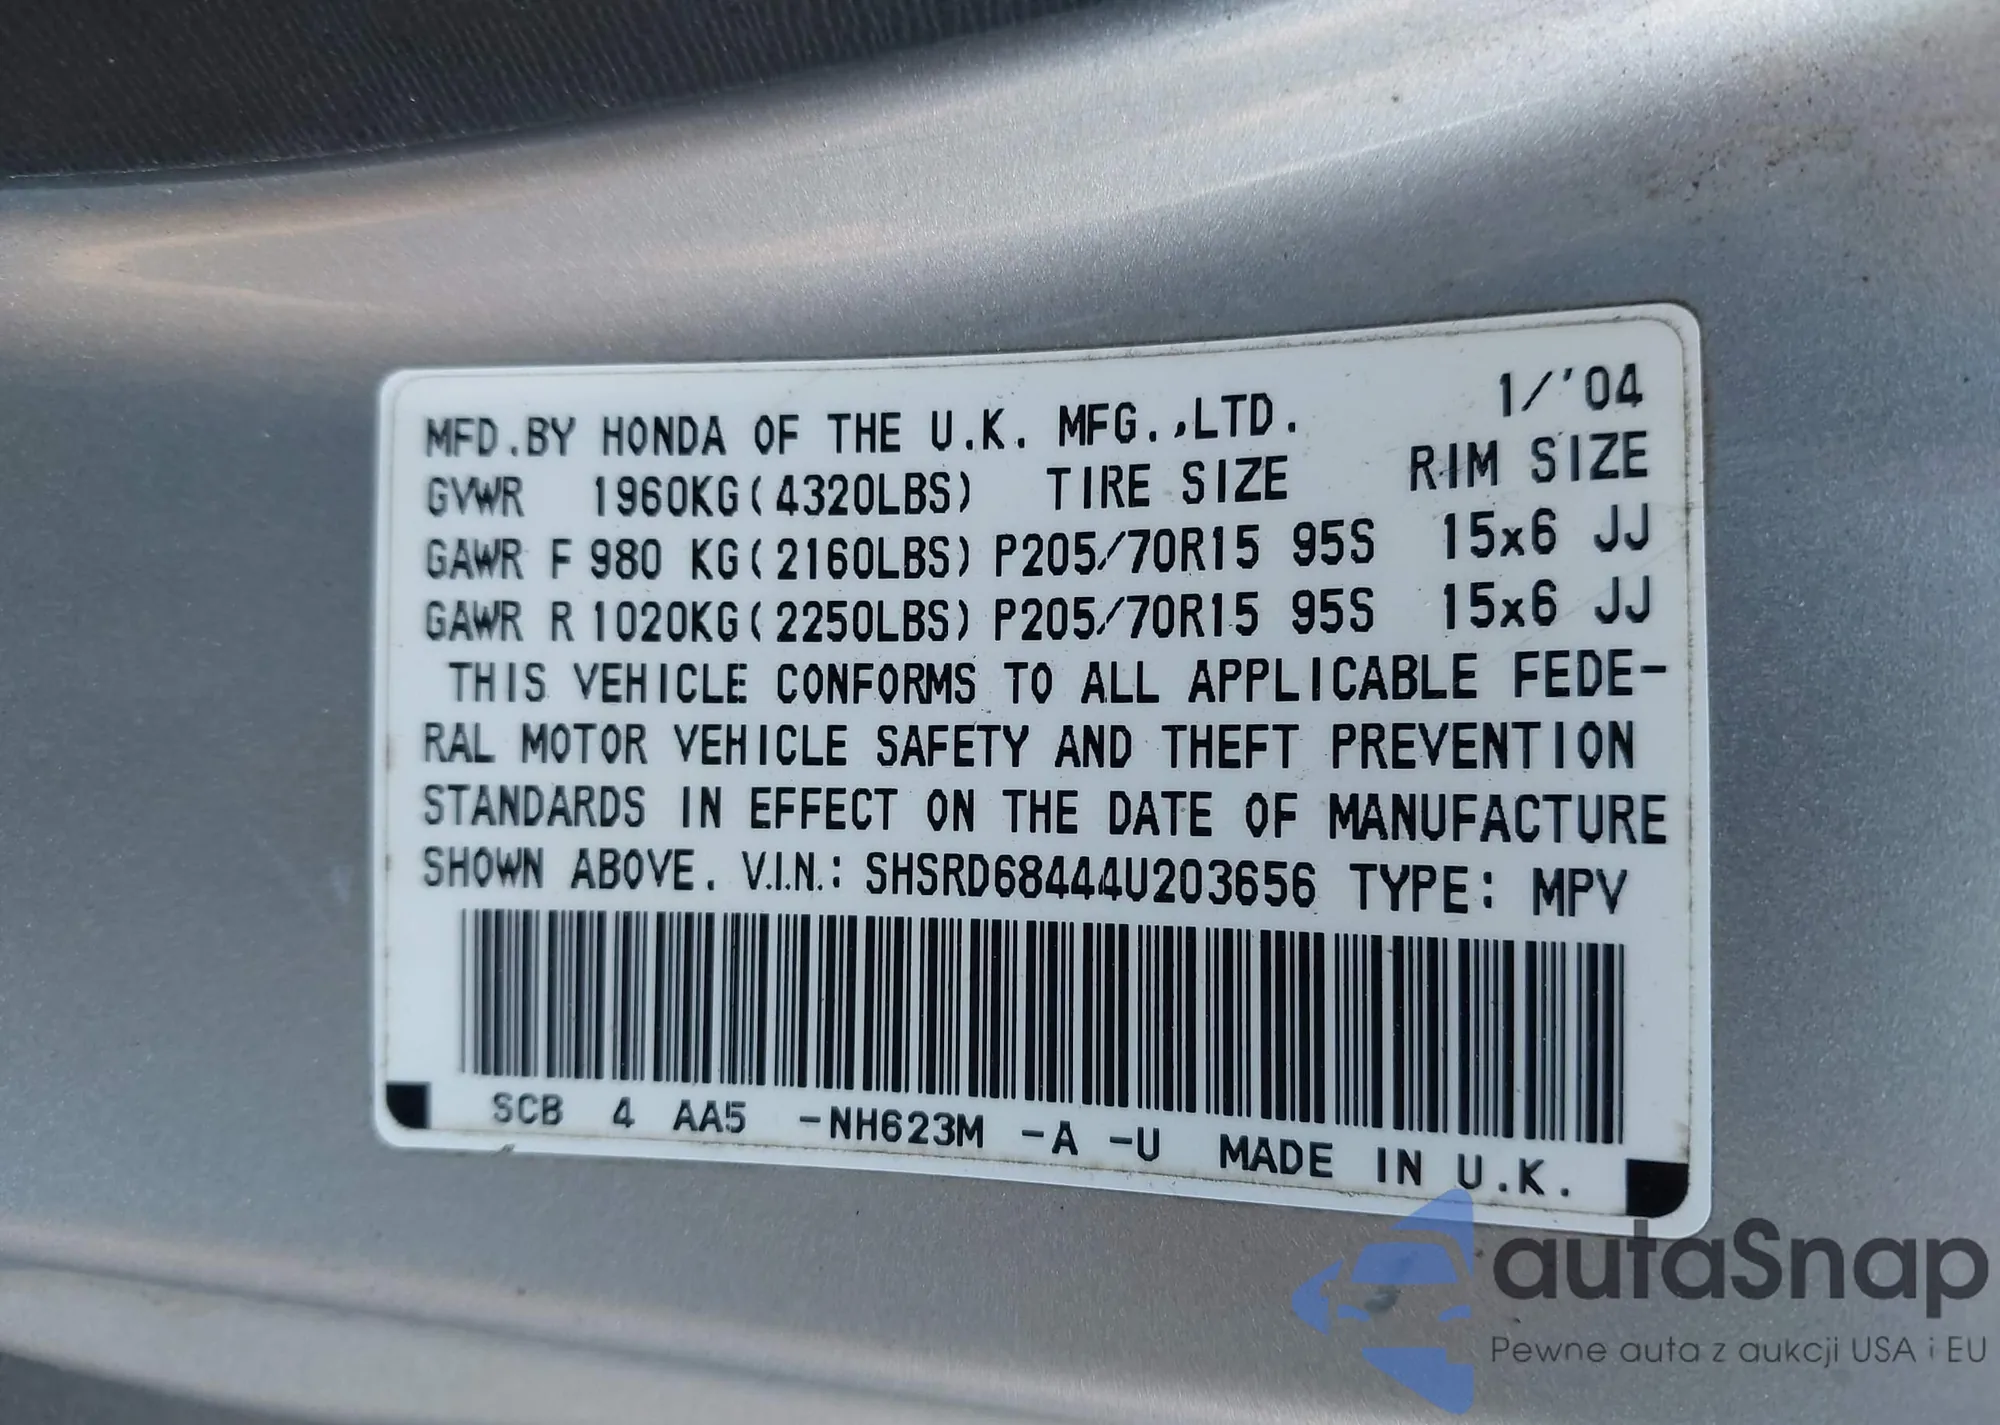 1/'04
MFD.BY HONDA OF THE U.K. MFG.,LTD.
GVWR 1960KG(4320LBS) TIRE SIZE RIM SIZE
GAWR F 980 KG(2160LBS) P205/70R15 95S 15x6 JJ
GAWR R 1020KG(2250LBS) P205/70R15 95S 15x6 JJ
THIS VEHICLE CONFORMS TO ALL APPLICABLE FEDE-
RAL MOTOR VEHICLE SAFETY AND THEFT PREVENTION
STANDARDS IN EFFECT ON THE DATE OF MANUFACTURE
SHOWN ABOVE. V.I.N.: SHSRD68444U203656 TYPE: MPV
SCB 4 AA5 -NH623M -A -U MADE IN U.K.
autaSnap
Pewne auta z aukcji USA i EU